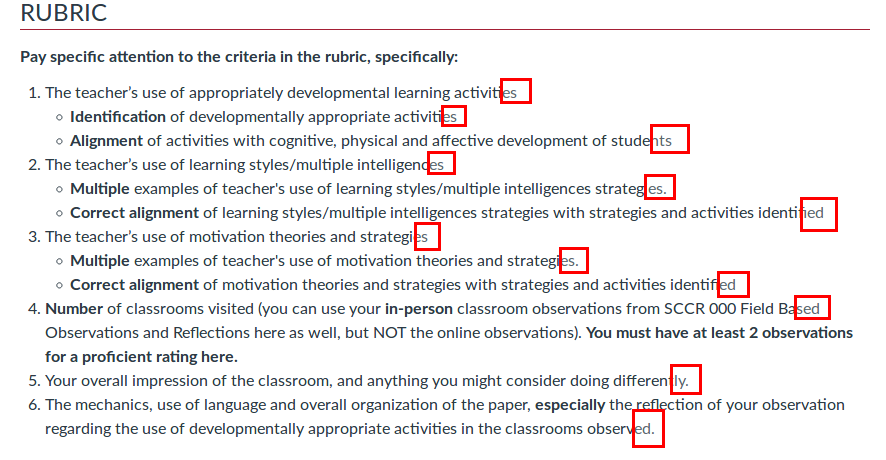 RUBRIC
Pay specific attention to the criteria in the rubric, specifically:
1. The teacher's use of appropriately developmental learning activities
○ Identification of developmentally appropriate activities
○ Alignment of activities with cognitive, physical and affective development of students
2. The teacher's use of learning styles/multiple intelligences
○ Multiple examples of teacher's use of learning styles/multiple intelligences strategies.
○ Correct alignment of learning styles/multiple intelligences strategies with strategies and activities identified
3. The teacher's use of motivation theories and strategies
○ Multiple examples of teacher's use of motivation theories and strategies.
○ Correct alignment of motivation theories and strategies with strategies and activities identified
4. Number of classrooms visited (you can use your in-person classroom observations from SCCR 000 Field Based
Observations and Reflections here as well, but NOT the online observations). You must have at least 2 observations
for a proficient rating here.
5. Your overall impression of the classroom, and anything you might consider doing differently.
6. The mechanics, use of language and overall organization of the paper, especially the reflection of your observation
regarding the use of developmentally appropriate activities in the classrooms observed.